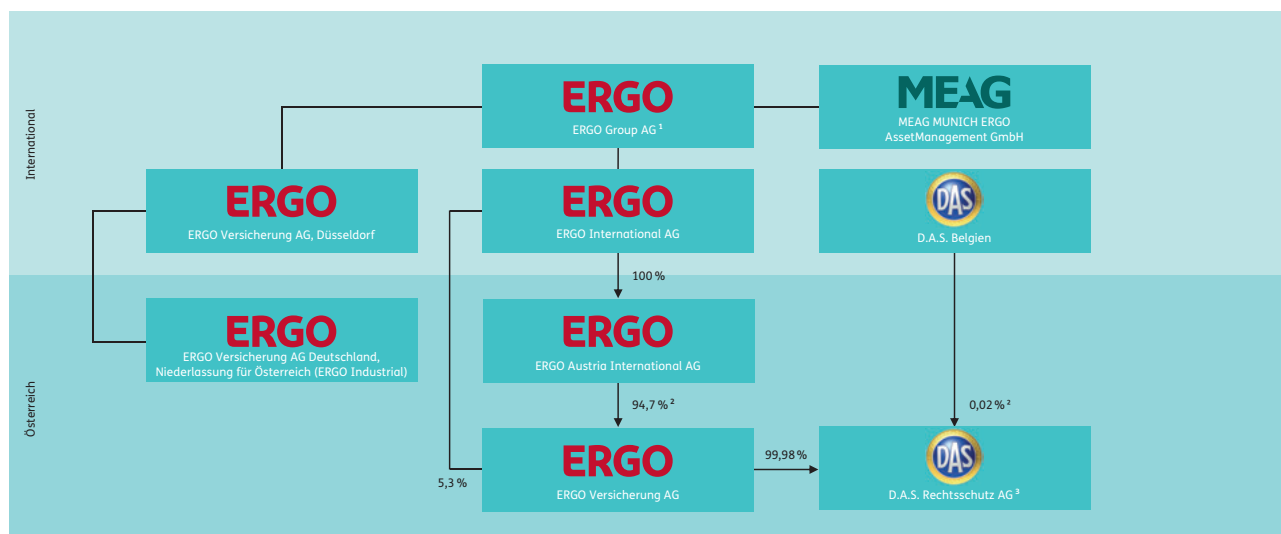 International
ERGO
ERGO Group AG ¹
MEAG
MEAG MUNICH ERGO
AssetManagement GmbH
ERGO
ERGO Versicherung AG, Düsseldorf
ERGO
ERGO International AG
DAS
D.A.S. Belgien
100 %
Österreich
ERGO
ERGO Versicherung AG Deutschland,
Niederlassung für Österreich (ERGO Industrial)
ERGO
ERGO Austria International AG
94,7 % ²
0,02 % ²
5,3 %
ERGO
ERGO Versicherung AG
99,98 %
DAS
D.A.S. Rechtsschutz AG ³